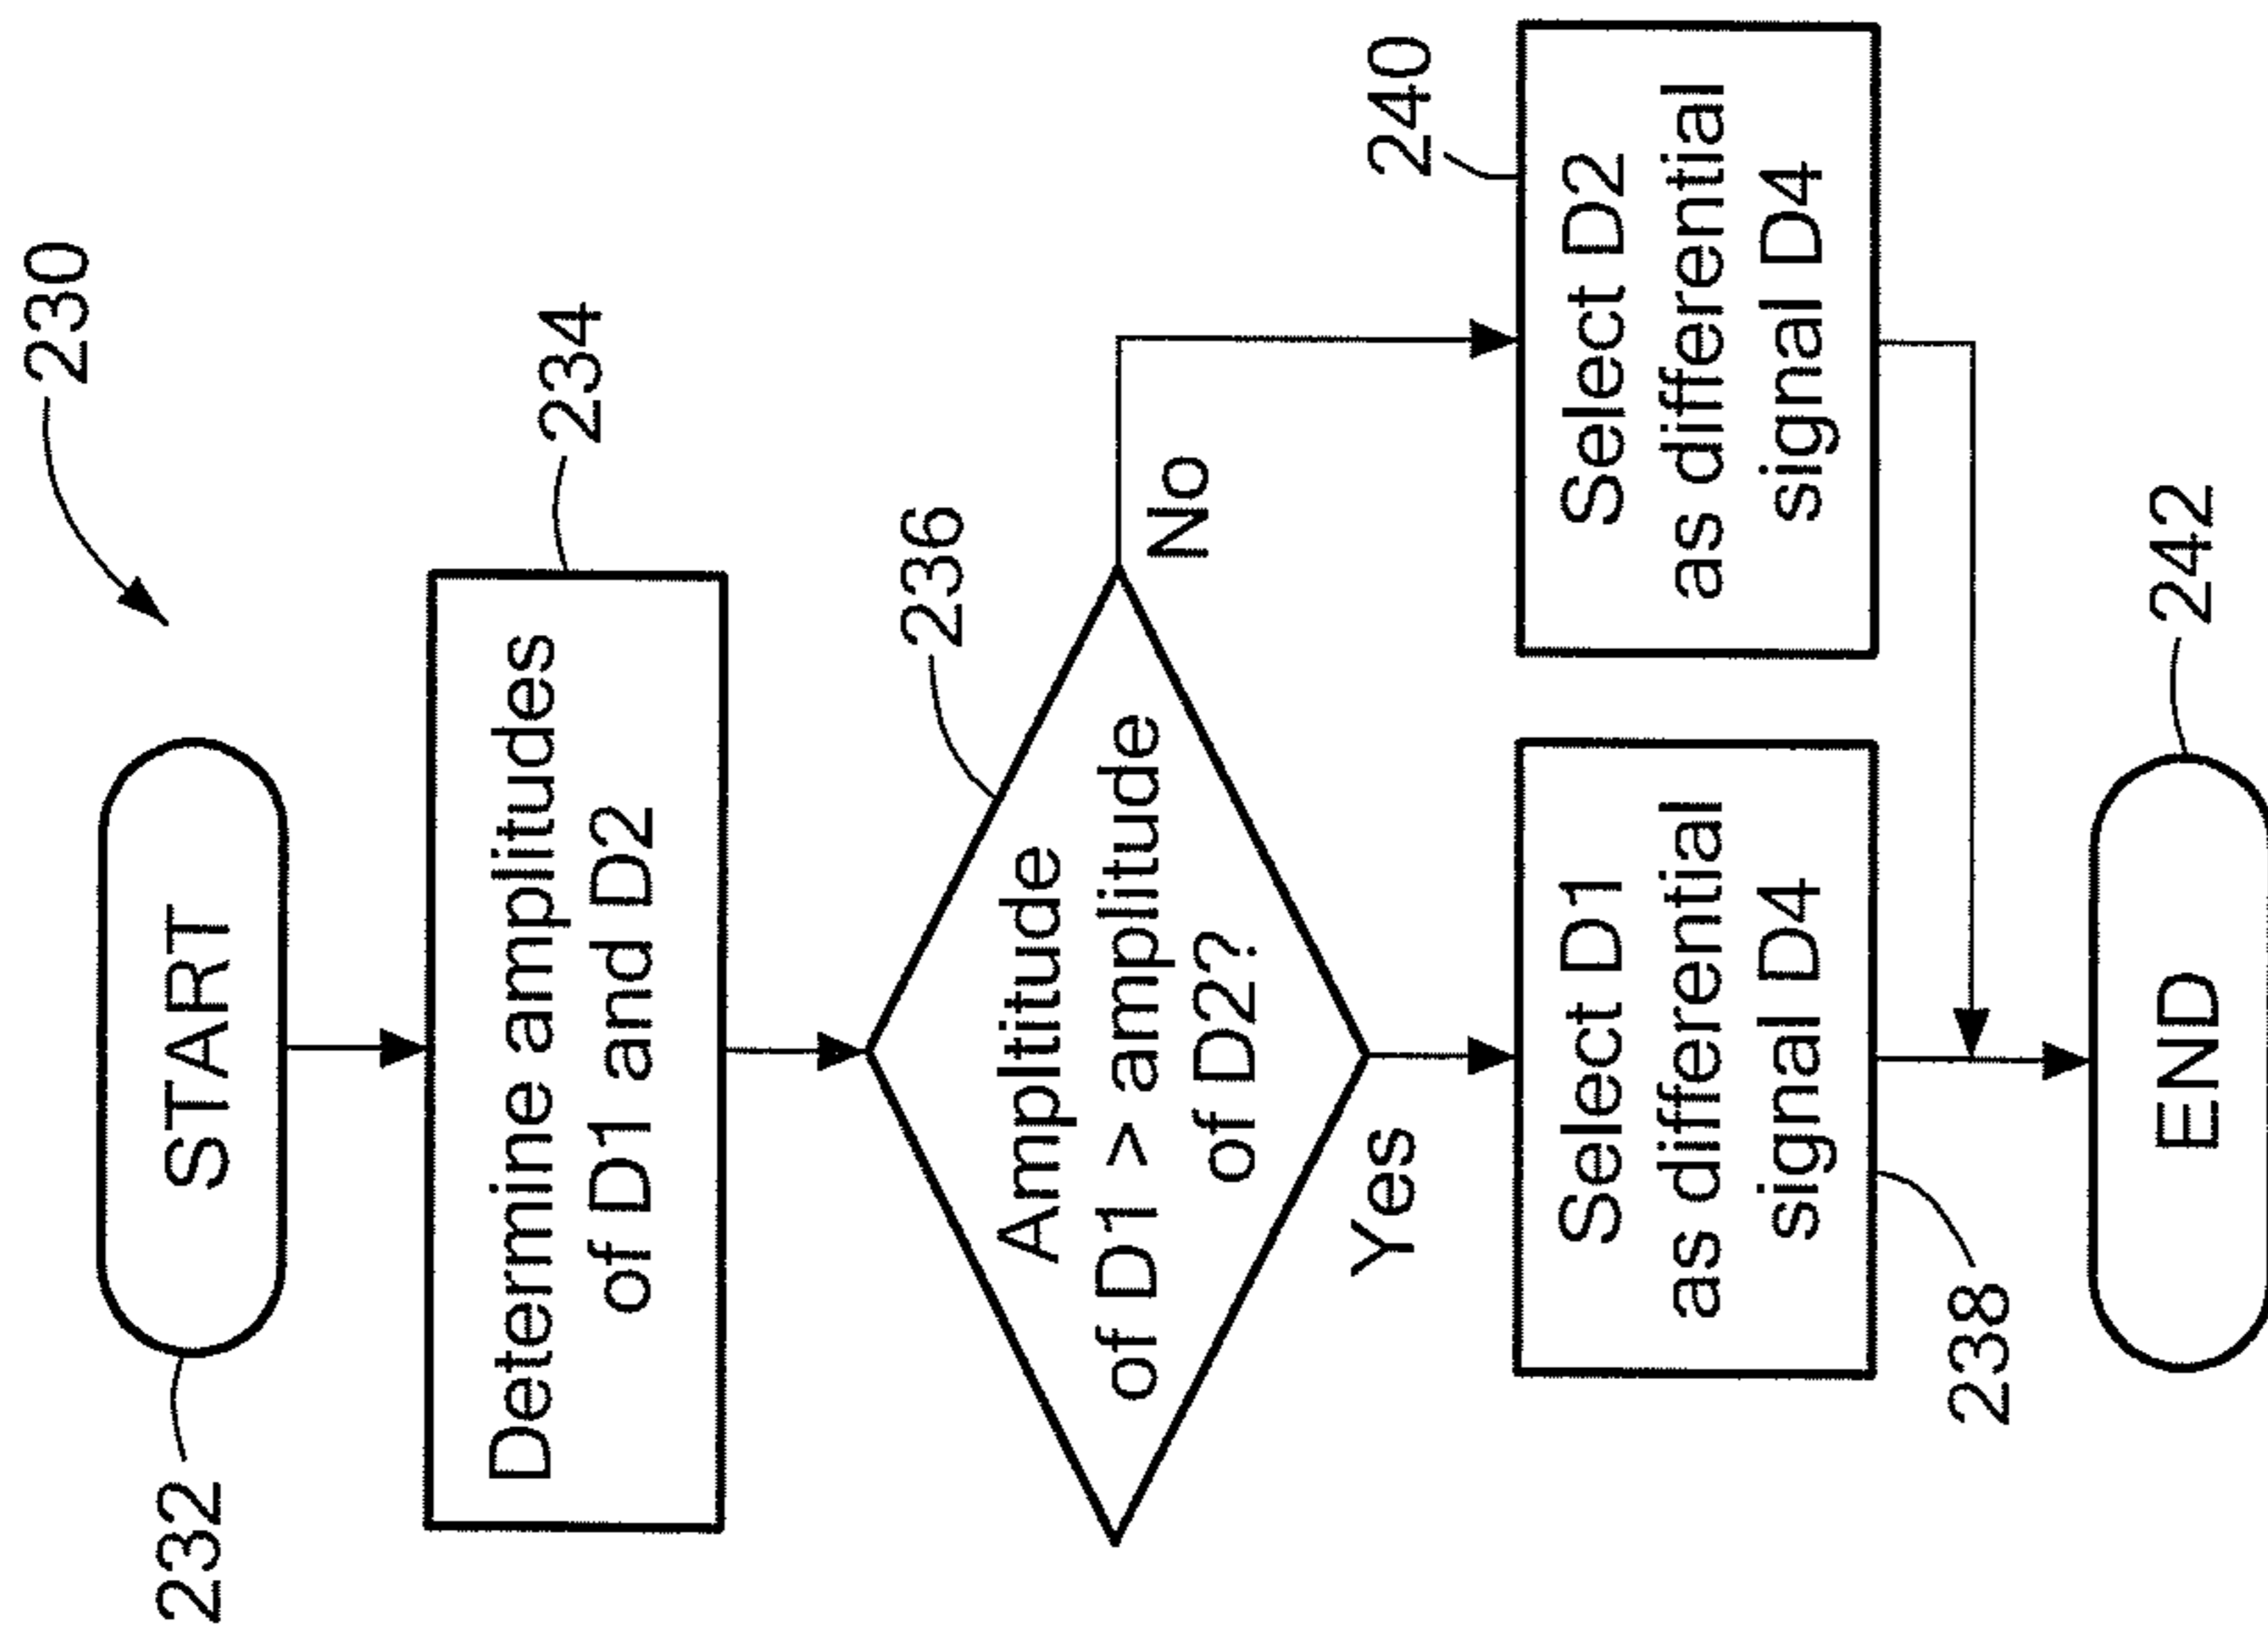 230
START
232
Determine amplitudes
of D1 and D2
234
236
Amplitude
of D1 > amplitude
of D2?
No
Yes
Select D1
as differential
signal D4
238
240
Select D2
as differential
signal D4
242
END